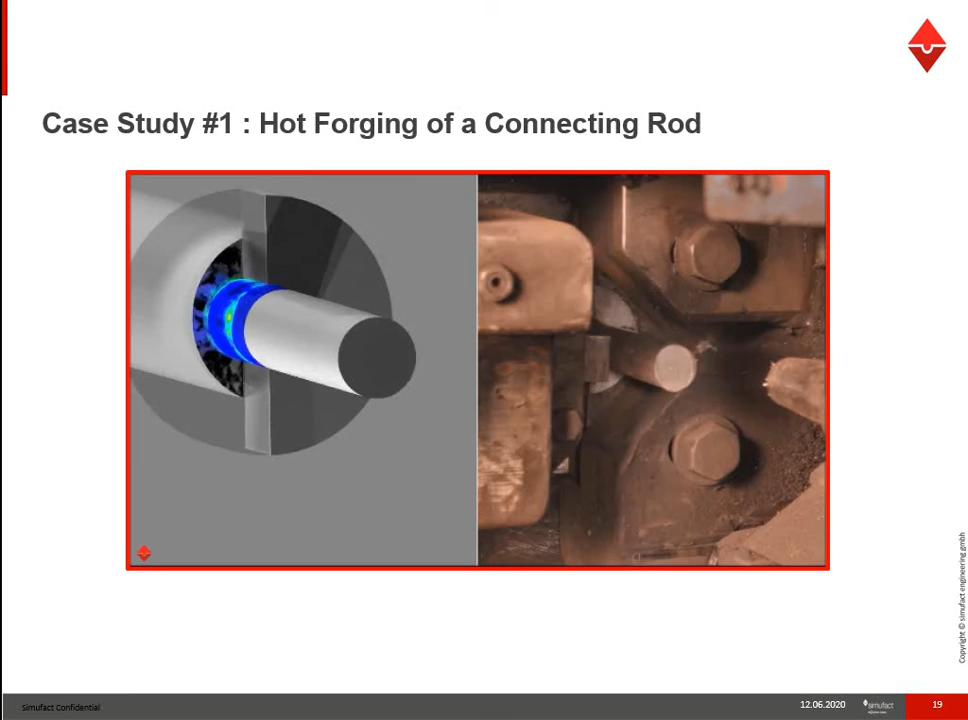 Case Study #1 : Hot Forging of a Connecting Rod
Copyright © simufact engineering gmbh
Simufact Confidential
12.06.2020
simufact
19